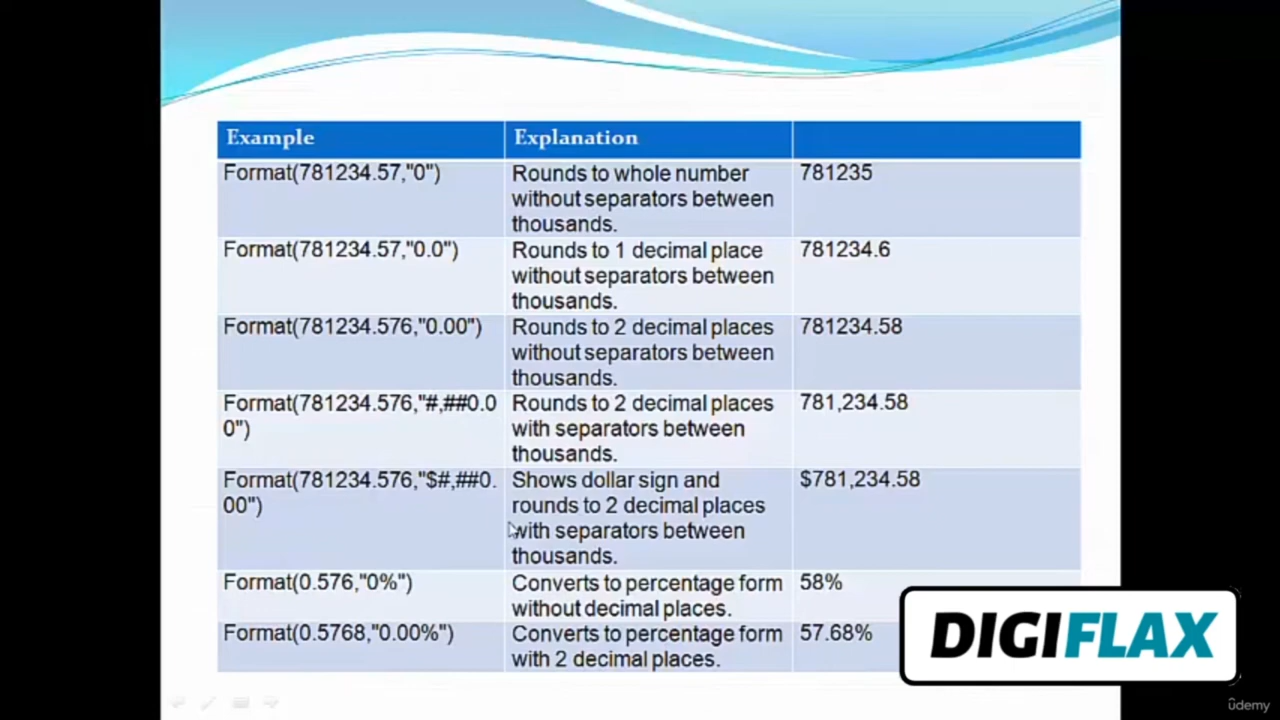 Example Explanation
Format(781234.57,"0") Rounds to whole number 781235
without separators between
thousands.
Format(781234.57,"0.0") Rounds to 1 decimal place 781234.6
without separators between
thousands.
Format(781234.576,"0.00") Rounds to 2 decimal places 781234.58
without separators between
thousands.
Format(781234.576,"#,##0.0 Rounds to 2 decimal places 781,234.58
0") with separators between
thousands.
Format(781234.576,"$#,##0. Shows dollar sign and $781,234.58
00") rounds to 2 decimal places
with separators between
thousands.
Format(0.576,"0%") Converts to percentage form 58%
without decimal places.
Format(0.5768,"0.00%") Converts to percentage form 57.68%
with 2 decimal places.
DIGIFLAX
ûdemy